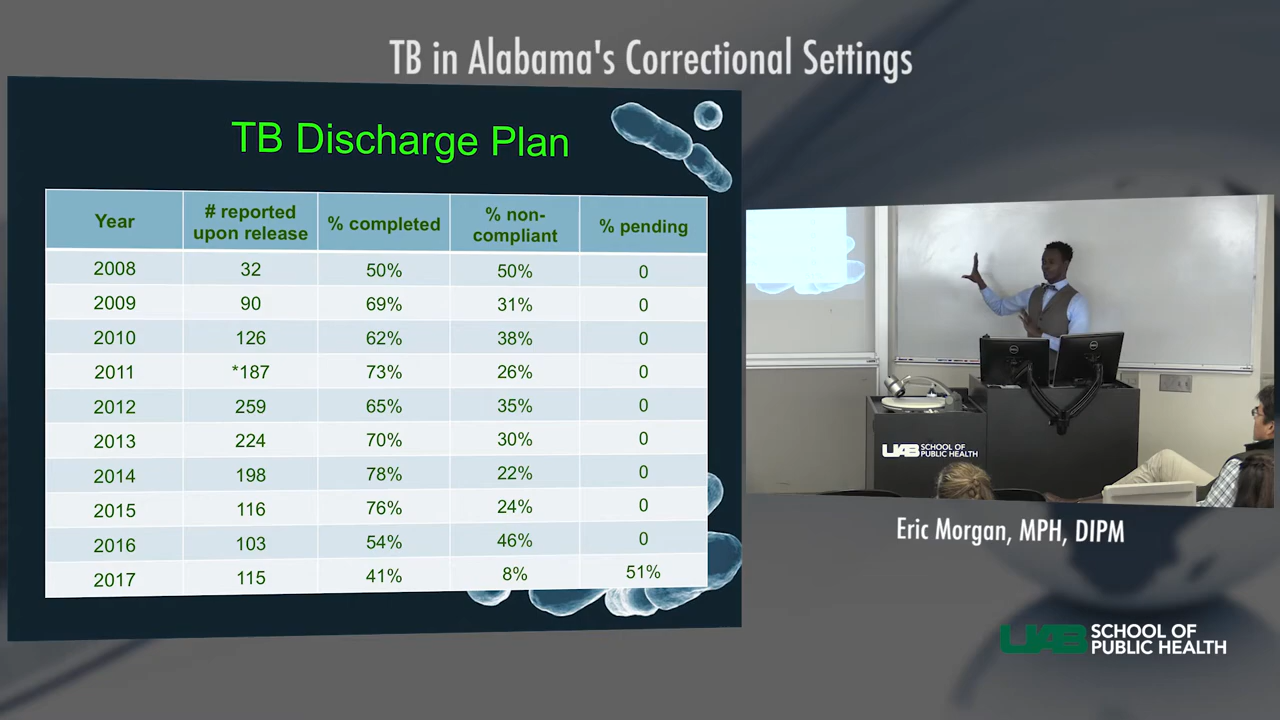 TB in Alabama's Correctional Settings
TB Discharge Plan
Year # reported upon release % completed % non-compliant % pending
2008 32 50% 50% 0
2009 90 69% 31% 0
2010 126 62% 38% 0
2011 *187 73% 26% 0
2012 259 65% 35% 0
2013 224 70% 30% 0
2014 198 78% 22% 0
2015 116 76% 24% 0
2016 103 54% 46% 0
2017 115 41% 8% 51%
DELL
DELL
UAB SCHOOL OF
PUBLIC HEALTH
Eric Morgan, MPH, DIPM
UAB SCHOOL OF
PUBLIC HEALTH